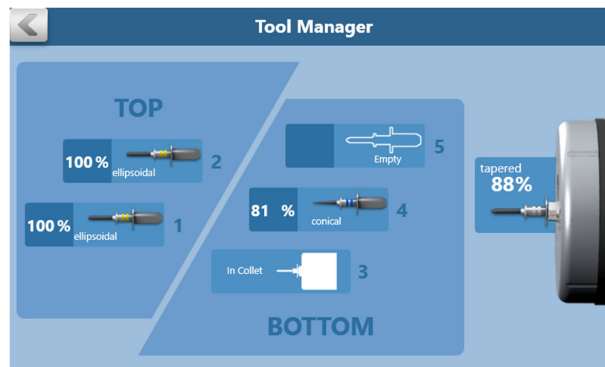 Tool Manager
TOP
100 %
ellipsoidal
2
100 %
ellipsoidal
1
Empty
5
81 %
conical
4
In Collet
3
BOTTOM
tapered
88%